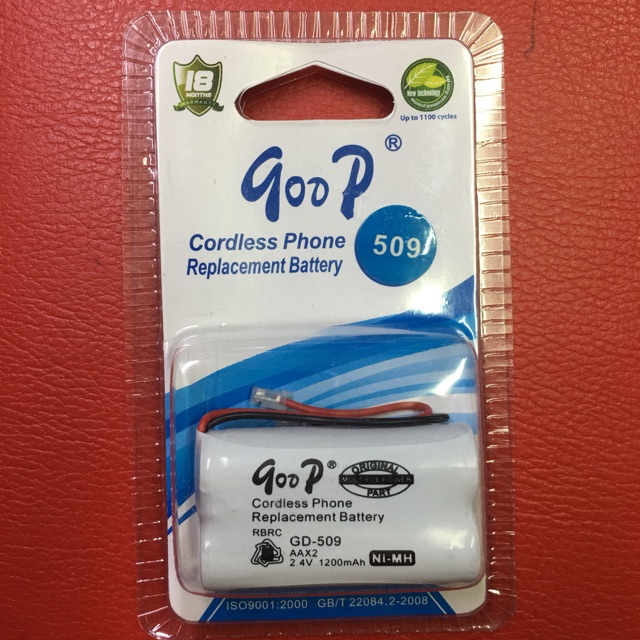 18
MONTHS
New technology
Up to 1100 cycles
gooP®
Cordless Phone
Replacement Battery
509
gooP®
ORIGINAL
PART
Cordless Phone
Replacement Battery
RBRC
GD-509
AAX2
2.4V 1200mAh Ni-MH
ISO9001:2000 GB/T 22084.2-2008